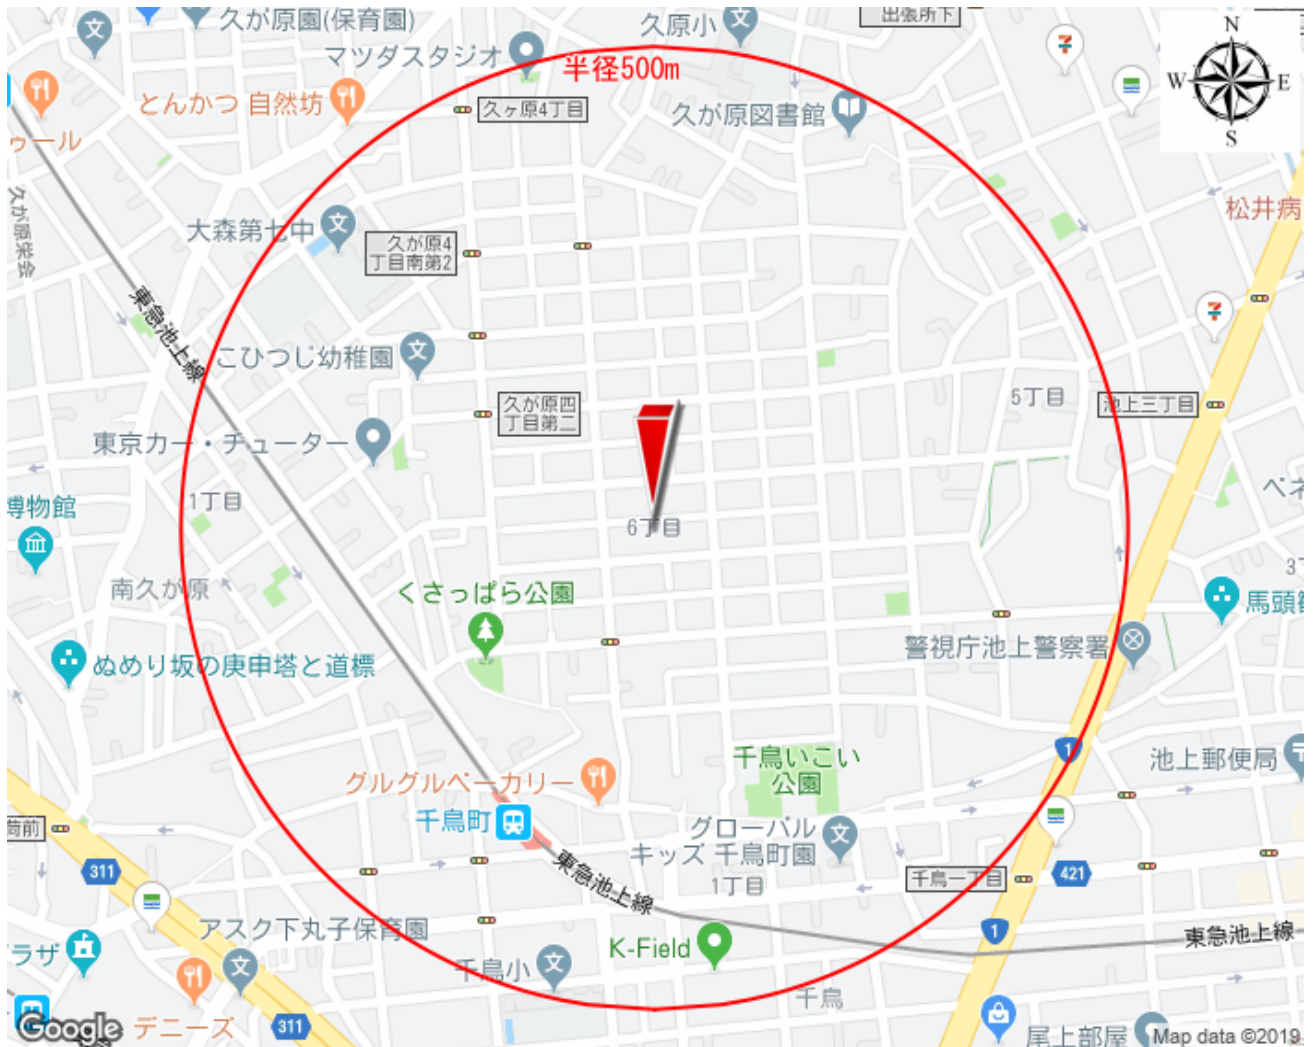 久が原園(保育園)
久原小
出張所下
N
W
E
S
マツダスタジオ
半径500m
とんかつ 自然坊
久ヶ原4丁目
久が原図書館
ゥール
久が原栄会
松井病
大森第七中
久が原4
丁目南第2
東急池上線
こひつじ幼稚園
久が原四
丁目第二
5丁目
池上三丁目
東京カー・チューター
1丁目
博物館
ペネ
6丁目
南久が原
くさっぱら公園
3丁
馬頭観
警視庁池上警察署
ぬめり坂の庚申塔と道標
1
千鳥いこい
公園
池上郵便局
グルグルベーカリー
千鳥町
グローバル
キッズ 千鳥町園
荷前
311
東急池上線
1丁目
千鳥一丁目
421
アスク下丸子保育園
K-Field
1
東急池上線
プラザ
千鳥小
千鳥
Google
デニーズ
311
尾上部屋
Map data ©2019